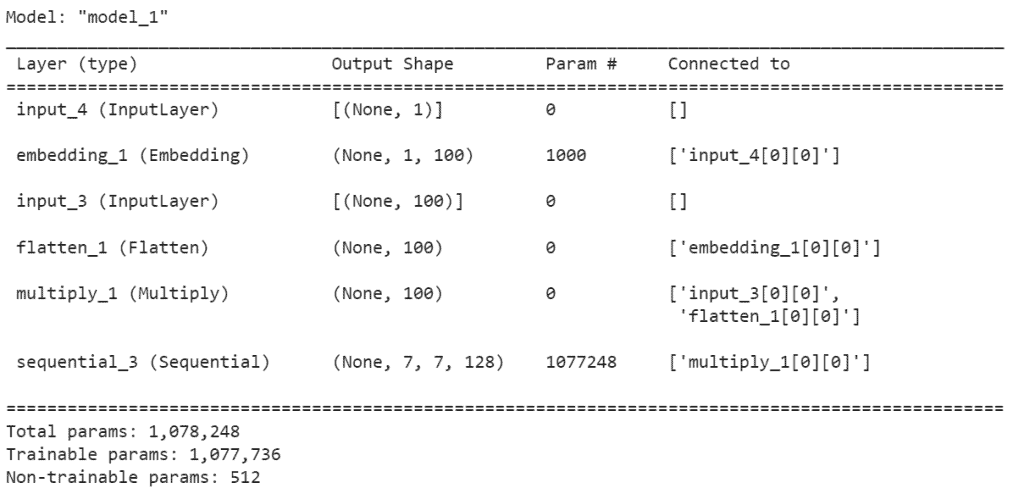 Model: "model_1"
Layer (type) Output Shape Param # Connected to
input_4 (InputLayer) [(None, 1)] 0 []
embedding_1 (Embedding) (None, 1, 100) 1000 ['input_4[0][0]']
input_3 (InputLayer) [(None, 100)] 0 []
flatten_1 (Flatten) (None, 100) 0 ['embedding_1[0][0]']
multiply_1 (Multiply) (None, 100) 0 ['input_3[0][0]',
'flatten_1[0][0]']
sequential_3 (Sequential) (None, 7, 7, 128) 1077248 ['multiply_1[0][0]']
Total params: 1,078,248
Trainable params: 1,077,736
Non-trainable params: 512